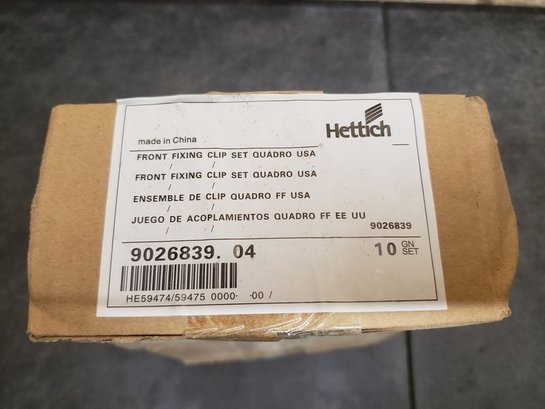 Hettich
made in China
FRONT FIXING CLIP SET QUADRO USA
/ /
FRONT FIXING CLIP SET QUADRO USA
/ /
ENSEMBLE DE CLIP QUADRO FF USA
/ /
JUEGO DE ACOPLAMIENTOS QUADRO FF EE UU
/ / 9026839
9026839. 04 10 GN SET
HE59474/59475 0000- -00 /